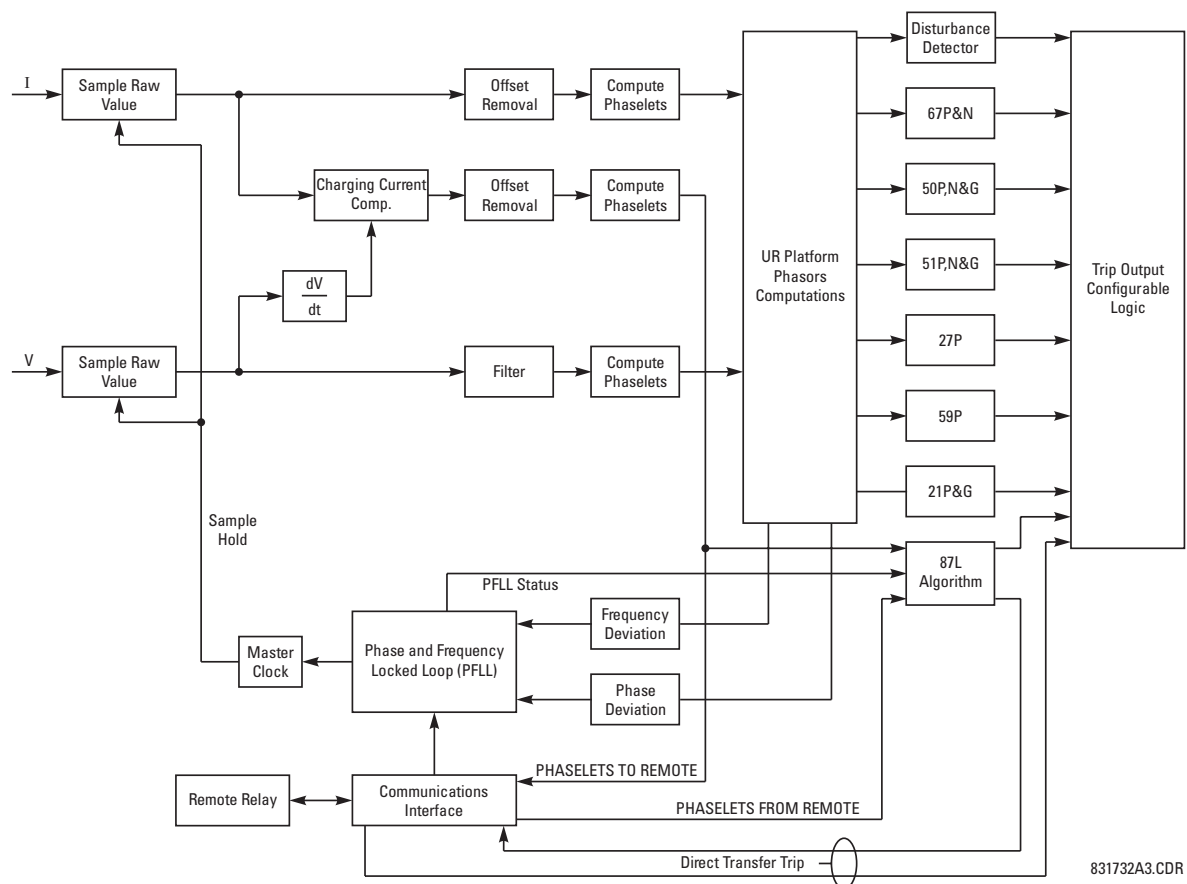 Disturbance
Detector
I
Sample Raw
Value
Offset
Removal
Compute
Phaselets
67P&N
Charging Current
Comp.
Offset
Removal
Compute
Phaselets
50P,N&G
UR Platform
Phasors
Computations
51P,N&G
Trip Output
Configurable
Logic
dV
dt
27P
V
Sample Raw
Value
Filter
Compute
Phaselets
59P
21P&G
Sample
Hold
87L
Algorithm
PFLL Status
Frequency
Deviation
Master
Clock
Phase and Frequency
Locked Loop (PFLL)
Phase
Deviation
PHASELETS TO REMOTE
Remote Relay
Communications
Interface
PHASELETS FROM REMOTE
Direct Transfer Trip
831732A3.CDR